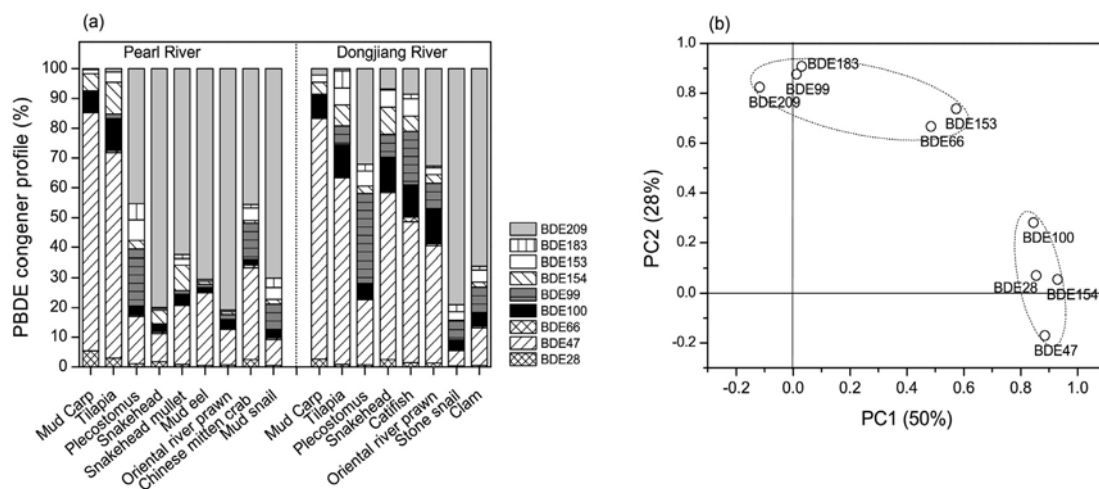 (a)
Pearl River
Dongjiang River
PBDE congener profile (%)
100
90
80
70
60
50
40
30
20
10
0
Mud Carp
Tilapia
Plecostomus
Snakehead
Snakehead mullet
Mud eel
Oriental river prawn
Chinese mitten crab
Mud snail
Mud Carp
Tilapia
Plecostomus
Snakehead
Catifish
Oriental river prawn
Stone snail
Clam
BDE209
BDE183
BDE153
BDE154
BDE99
BDE100
BDE66
BDE47
BDE28
(b)
PC2 (28%)
1.0
0.8
0.6
0.4
0.2
0.0
-0.2
BDE183
BDE99
BDE209
BDE153
BDE66
BDE100
BDE28
BDE154
BDE47
-0.2
0.0
0.2
0.4
0.6
0.8
1.0
PC1 (50%)